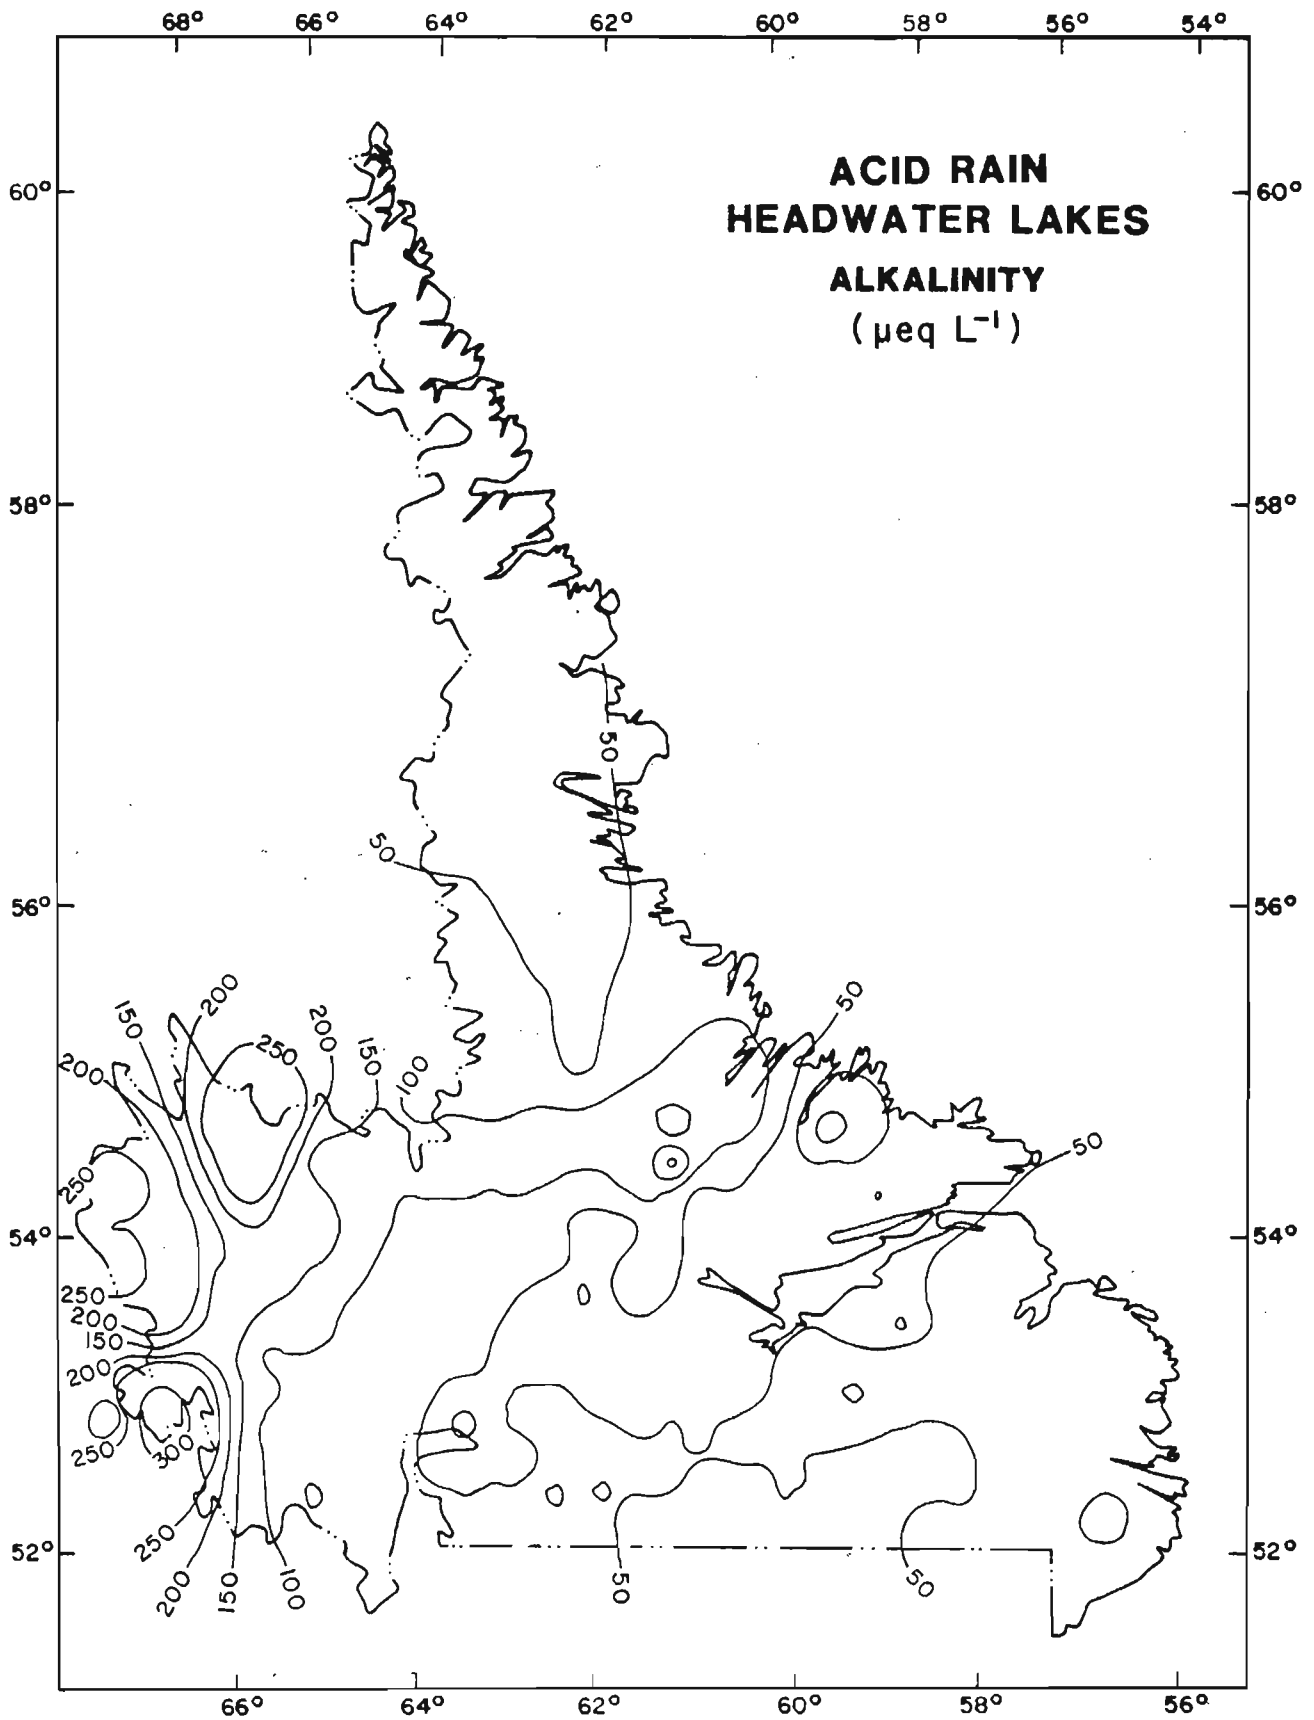 68° 66° 64° 62° 60° 58° 56° 54°
ACID RAIN
HEADWATER LAKES
ALKALINITY
(µeq L⁻¹)
60° 60°
58° 58°
50
50
56° 56°
50
150 200
200 250 200 150 100
50
250
54° 54°
250
200
150
200
250 300
250
52° 52°
200 150 100 50 50
66° 64° 62° 60° 58° 56°